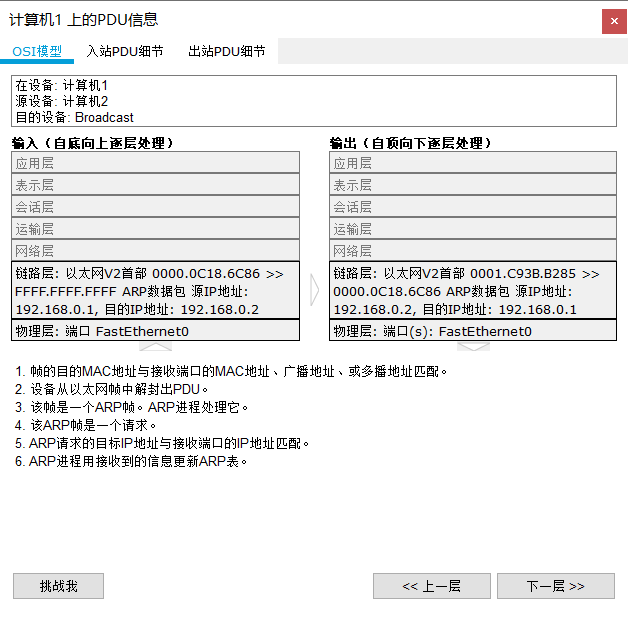 计算机1 上的PDU信息
×
OSI模型 入站PDU细节 出站PDU细节
在设备: 计算机1
源设备: 计算机2
目的设备: Broadcast
输入（自底向上逐层处理）
应用层
表示层
会话层
运输层
网络层
链路层: 以太网V2首部 0000.0C18.6C86 >>
FFFF.FFFF.FFFF ARP数据包 源IP地址:
192.168.0.1, 目的IP地址: 192.168.0.2
物理层: 端口 FastEthernet0
输出（自顶向下逐层处理）
应用层
表示层
会话层
运输层
网络层
链路层: 以太网V2首部 0001.C93B.B285 >>
0000.0C18.6C86 ARP数据包 源IP地址:
192.168.0.2, 目的IP地址: 192.168.0.1
物理层: 端口(s): FastEthernet0
1. 帧的目的MAC地址与接收端口的MAC地址、广播地址、或多播地址匹配。
2. 设备从以太网帧中解封出PDU。
3. 该帧是一个ARP帧。ARP进程处理它。
4. 该ARP帧是一个请求。
5. ARP请求的目标IP地址与接收端口的IP地址匹配。
6. ARP进程用接收到的信息更新ARP表。
挑战我 << 上一层 下一层 >>